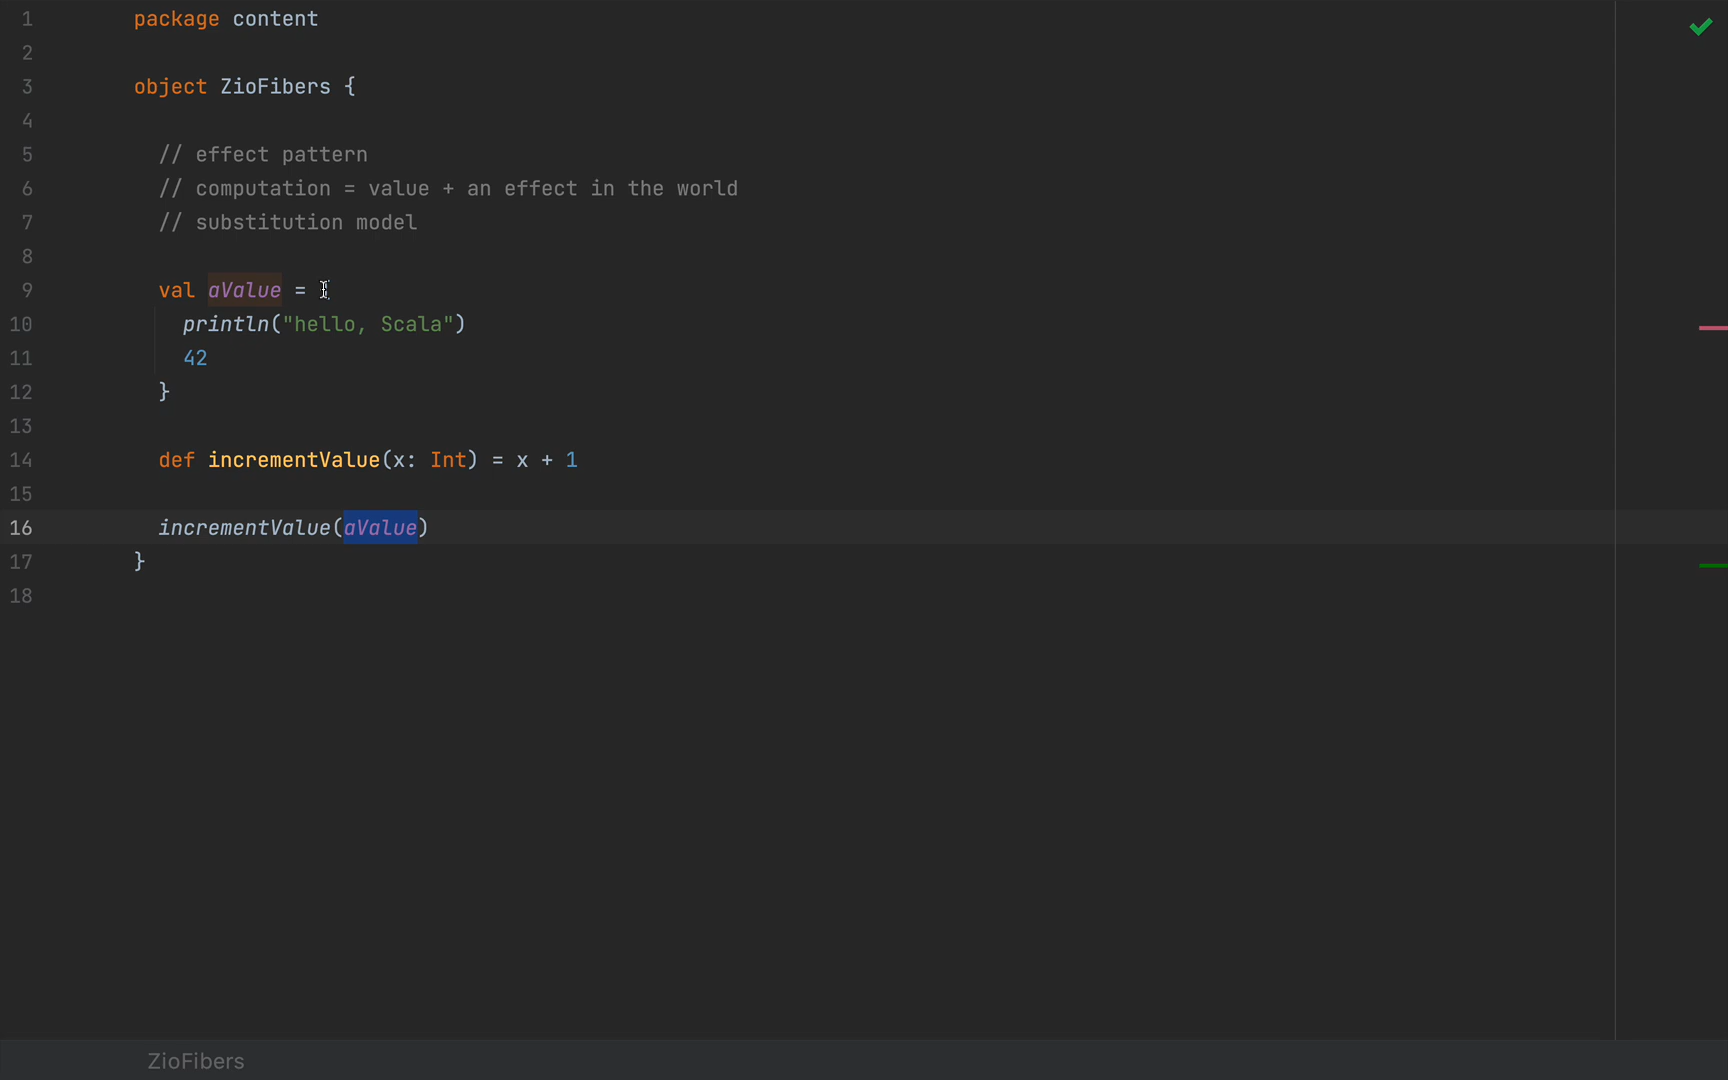 1 package content
2
3 object ZioFibers {
4
5 // effect pattern
6 // computation = value + an effect in the world
7 // substitution model
8
9 val aValue = {
10 println("hello, Scala")
11 42
12 }
13
14 def incrementValue(x: Int) = x + 1
15
16 incrementValue(aValue)
17 }
18
ZioFibers